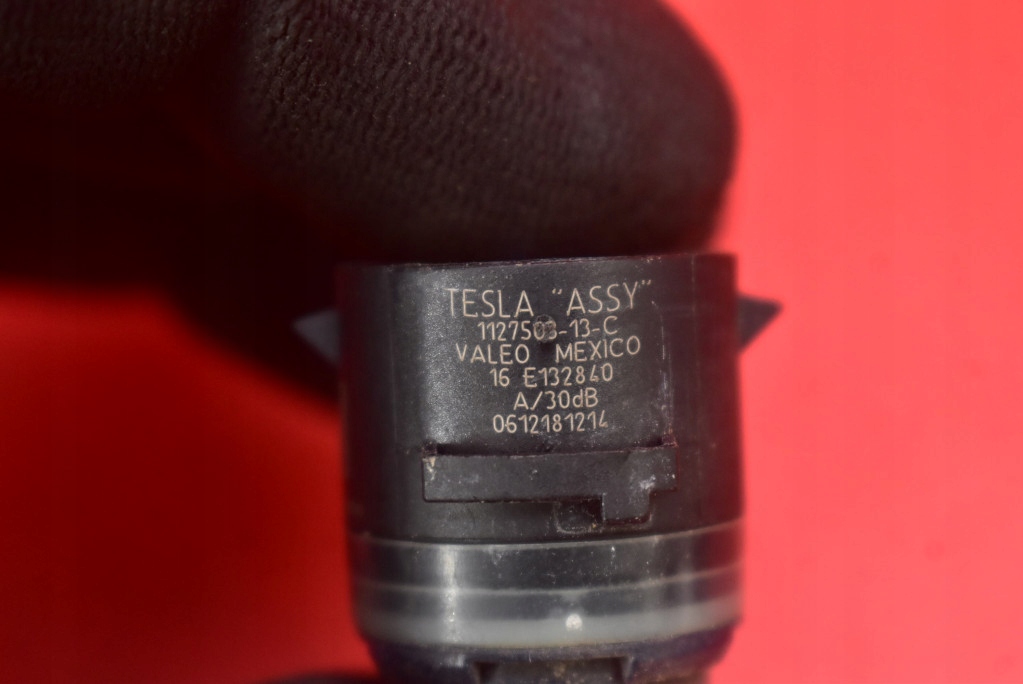 TESLA "ASSY"
1127503-13-C
VALEO MEXICO
16 E132840
A/30dB
0612181214